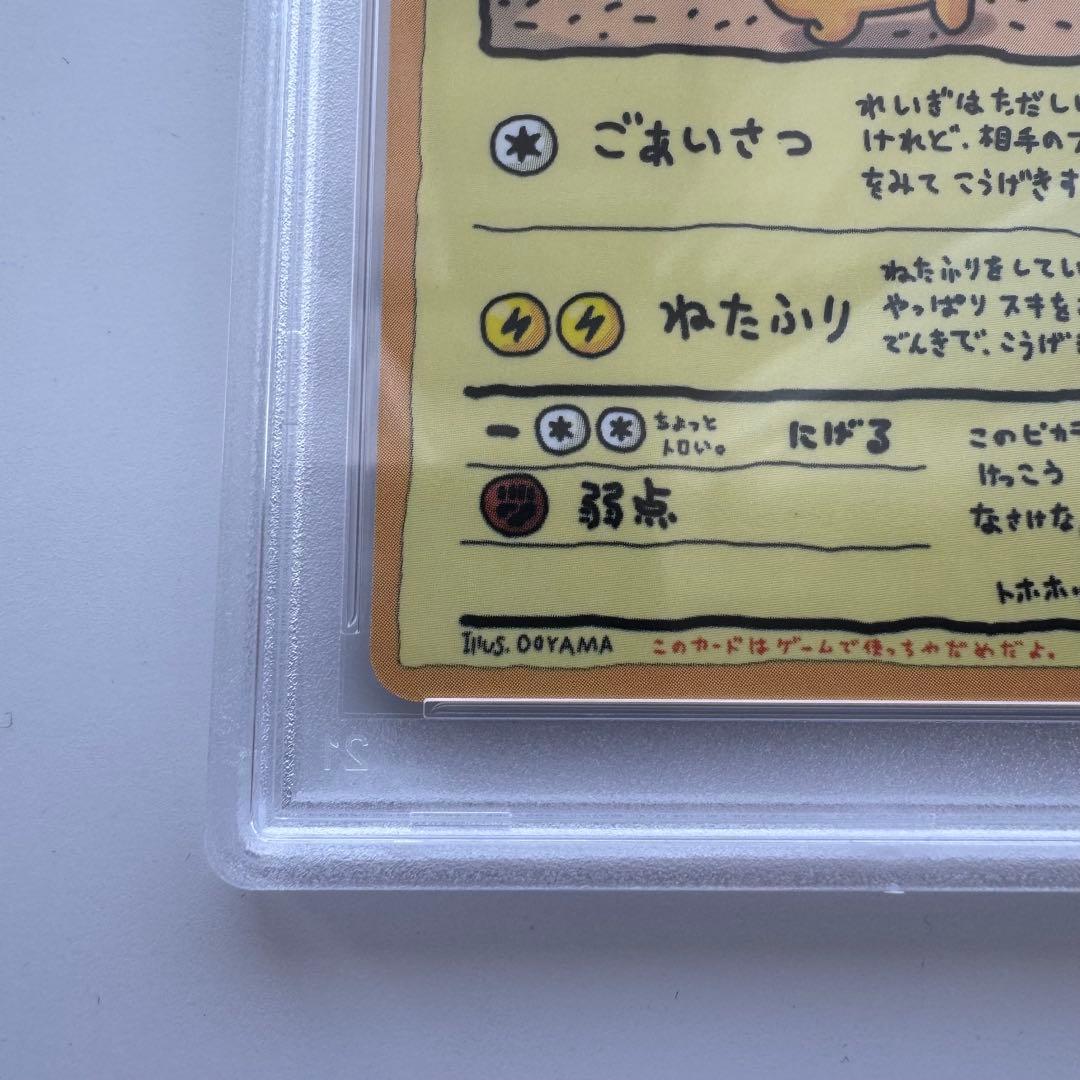 ごあいさつ
れいぎはただしい
けれど、相手の
をみて こうげきす
ねたふり
ねたふりをしてい
やっぱり スキを
でんきで、こうげ
ー
ちょっと
トロい。
にげる
弱点
このピカ
けっこう
なさけな
トホホ
Illus. OOYAMA
このカードはゲームで使っちゃだめだよ。
21